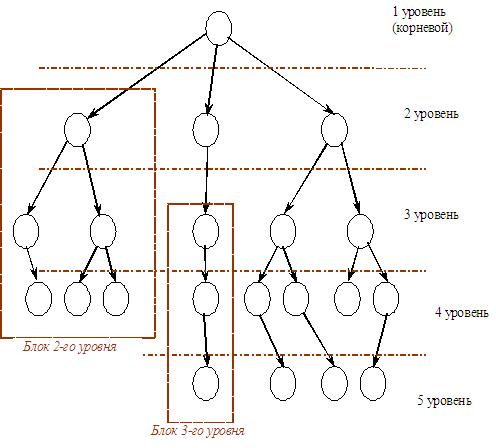 1 уровень
(корневой)
2 уровень
3 уровень
4 уровень
Блок 2-го уровня
5 уровень
Блок 3-го уровня